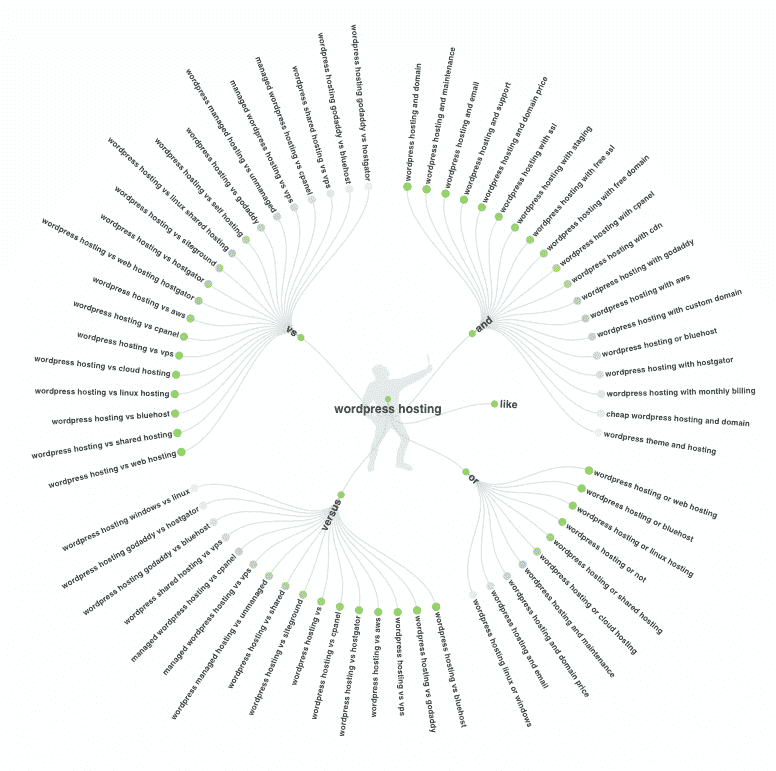 wordpress hosting
vs
wordpress hosting godaddy vs hostgator
wordpress hosting godaddy vs bluehost
wordpress shared hosting vs vps
managed wordpress hosting vs cpanel
managed wordpress hosting vs vps
wordpress managed hosting vs unmanaged
wordpress hosting vs godaddy
wordpress hosting vs self hosting
wordpress hosting vs linux shared hosting
wordpress hosting vs siteground
wordpress hosting vs hostgator
wordpress hosting vs web hosting hostgator
wordpress hosting vs aws
wordpress hosting vs cpanel
wordpress hosting vs vps
wordpress hosting vs cloud hosting
wordpress hosting vs linux hosting
wordpress hosting vs bluehost
wordpress hosting vs shared hosting
wordpress hosting vs web hosting
and
wordpress hosting and domain
wordpress hosting and maintenance
wordpress hosting and email
wordpress hosting and support
wordpress hosting and domain price
wordpress hosting with ssl
wordpress hosting with staging
wordpress hosting with free ssl
wordpress hosting with free domain
wordpress hosting with cpanel
wordpress hosting with cdn
wordpress hosting with godaddy
wordpress hosting with aws
wordpress hosting with custom domain
wordpress hosting or bluehost
wordpress hosting with hostgator
wordpress hosting with monthly billing
cheap wordpress hosting and domain
wordpress theme and hosting
like
or
wordpress hosting or web hosting
wordpress hosting or bluehost
wordpress hosting or linux hosting
wordpress hosting or not
wordpress hosting or shared hosting
wordpress hosting or cloud hosting
wordpress hosting and maintenance
wordpress hosting and domain price
wordpress hosting and email
wordpress hosting linux or windows
versus
wordpress hosting vs bluehost
wordpress hosting vs godaddy
wordpress hosting vs vps
wordpress hosting vs aws
wordpress hosting vs hostgator
wordpress hosting vs cpanel
wordpress hosting vs
wordpress hosting vs siteground
wordpress hosting vs shared
wordpress managed hosting vs unmanaged
managed wordpress hosting vs vps
managed wordpress hosting vs cpanel
wordpress shared hosting vs vps
wordpress hosting godaddy vs bluehost
wordpress hosting godaddy vs hostgator
wordpress hosting windows vs linux